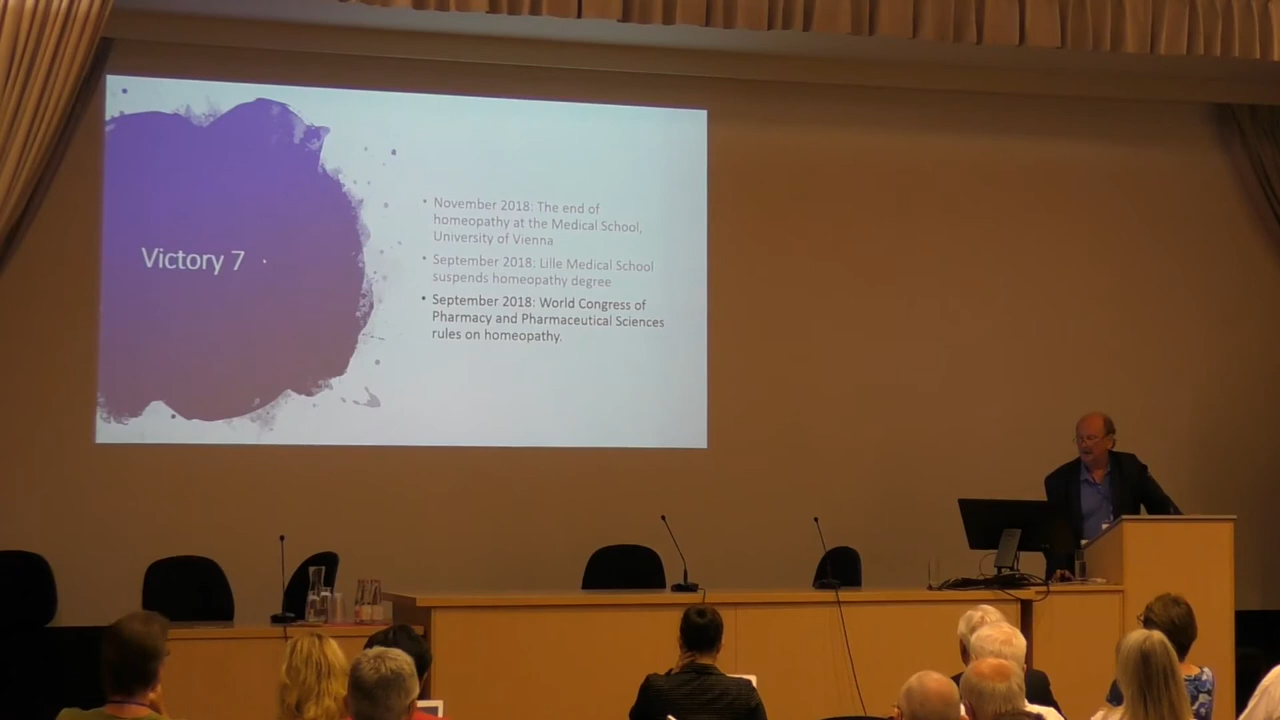 Victory 7
• November 2018: The end of
homeopathy at the Medical School,
University of Vienna
• September 2018: Lille Medical School
suspends homeopathy degree
• September 2018: World Congress of
Pharmacy and Pharmaceutical Sciences
rules on homeopathy.